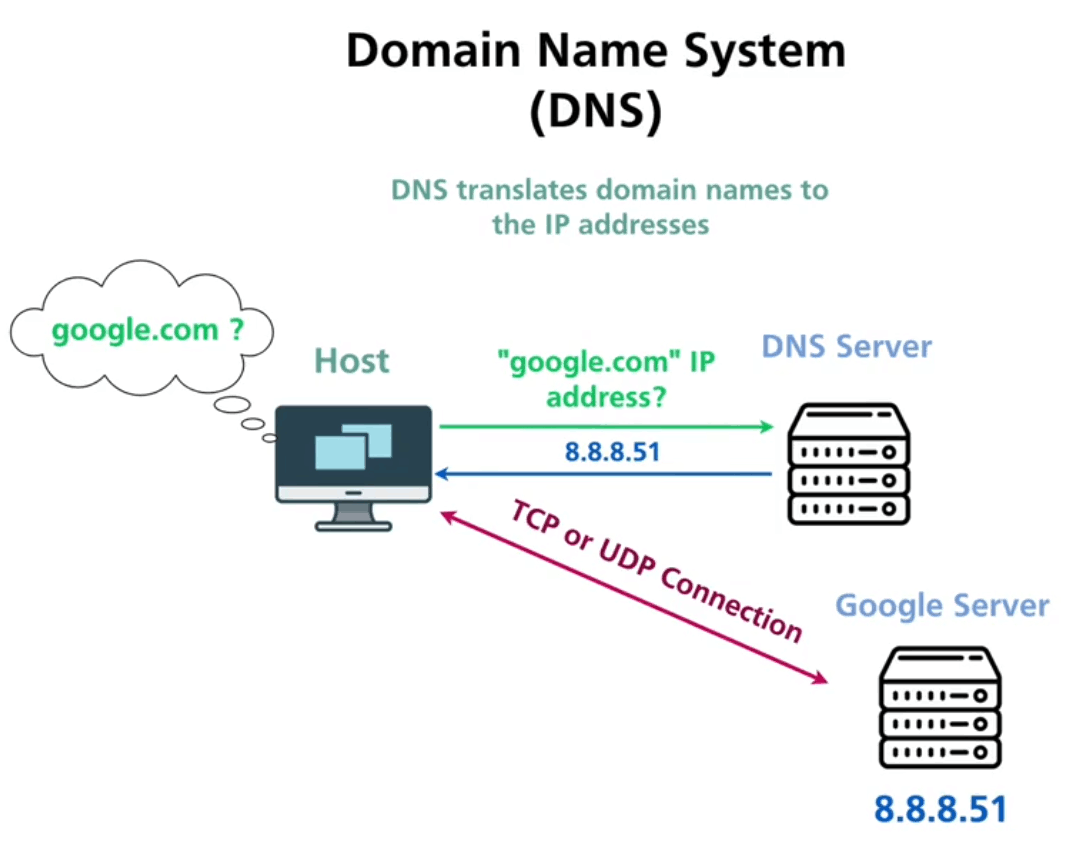 Domain Name System
(DNS)
DNS translates domain names to
the IP addresses
google.com ?
Host
"google.com" IP
address?
DNS Server
8.8.8.51
TCP or UDP Connection
Google Server
8.8.8.51